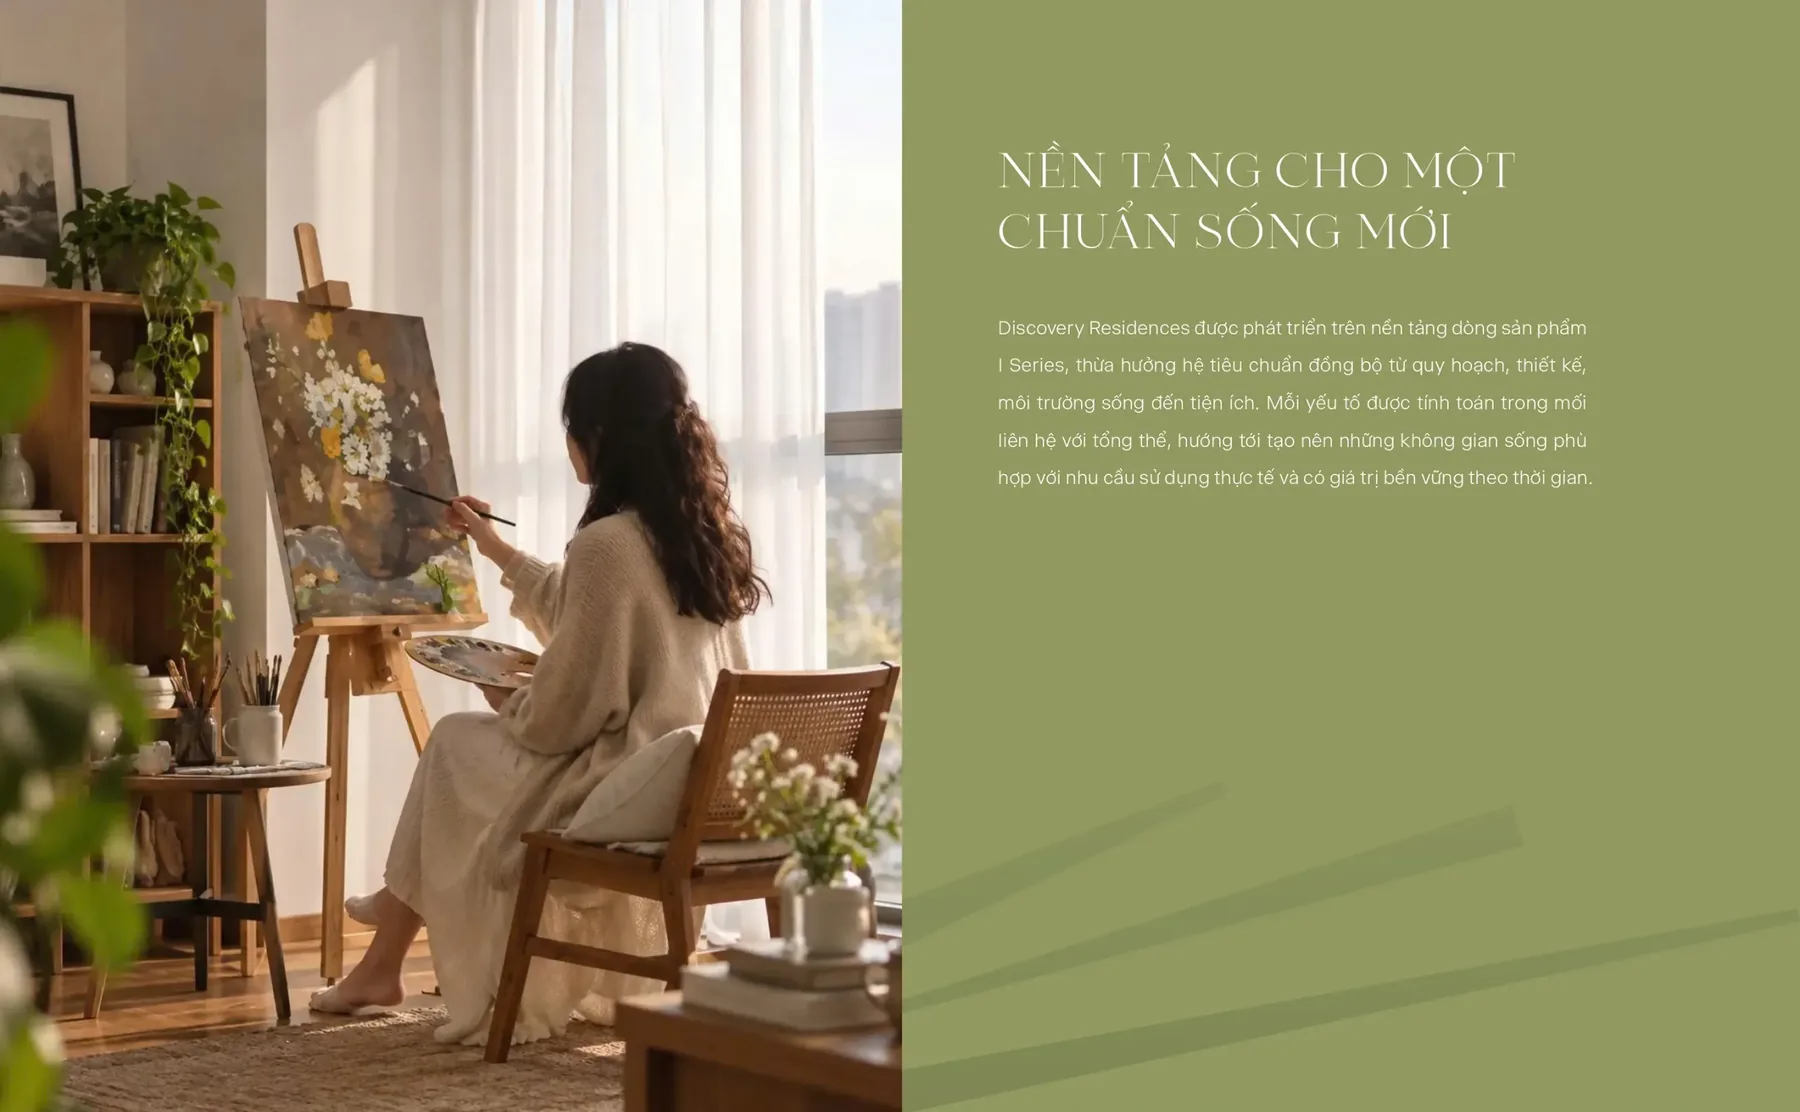 NỀN TẢNG CHO MỘT
CHUẨN SỐNG MỚI
Discovery Residences được phát triển trên nền tảng dòng sản phẩm
I Series, thừa hưởng hệ tiêu chuẩn đồng bộ từ quy hoạch, thiết kế,
môi trường sống đến tiện ích. Mỗi yếu tố được tính toán trong mối
liên hệ với tổng thể, hướng tới tạo nên những không gian sống phù
hợp với nhu cầu sử dụng thực tế và có giá trị bền vững theo thời gian.